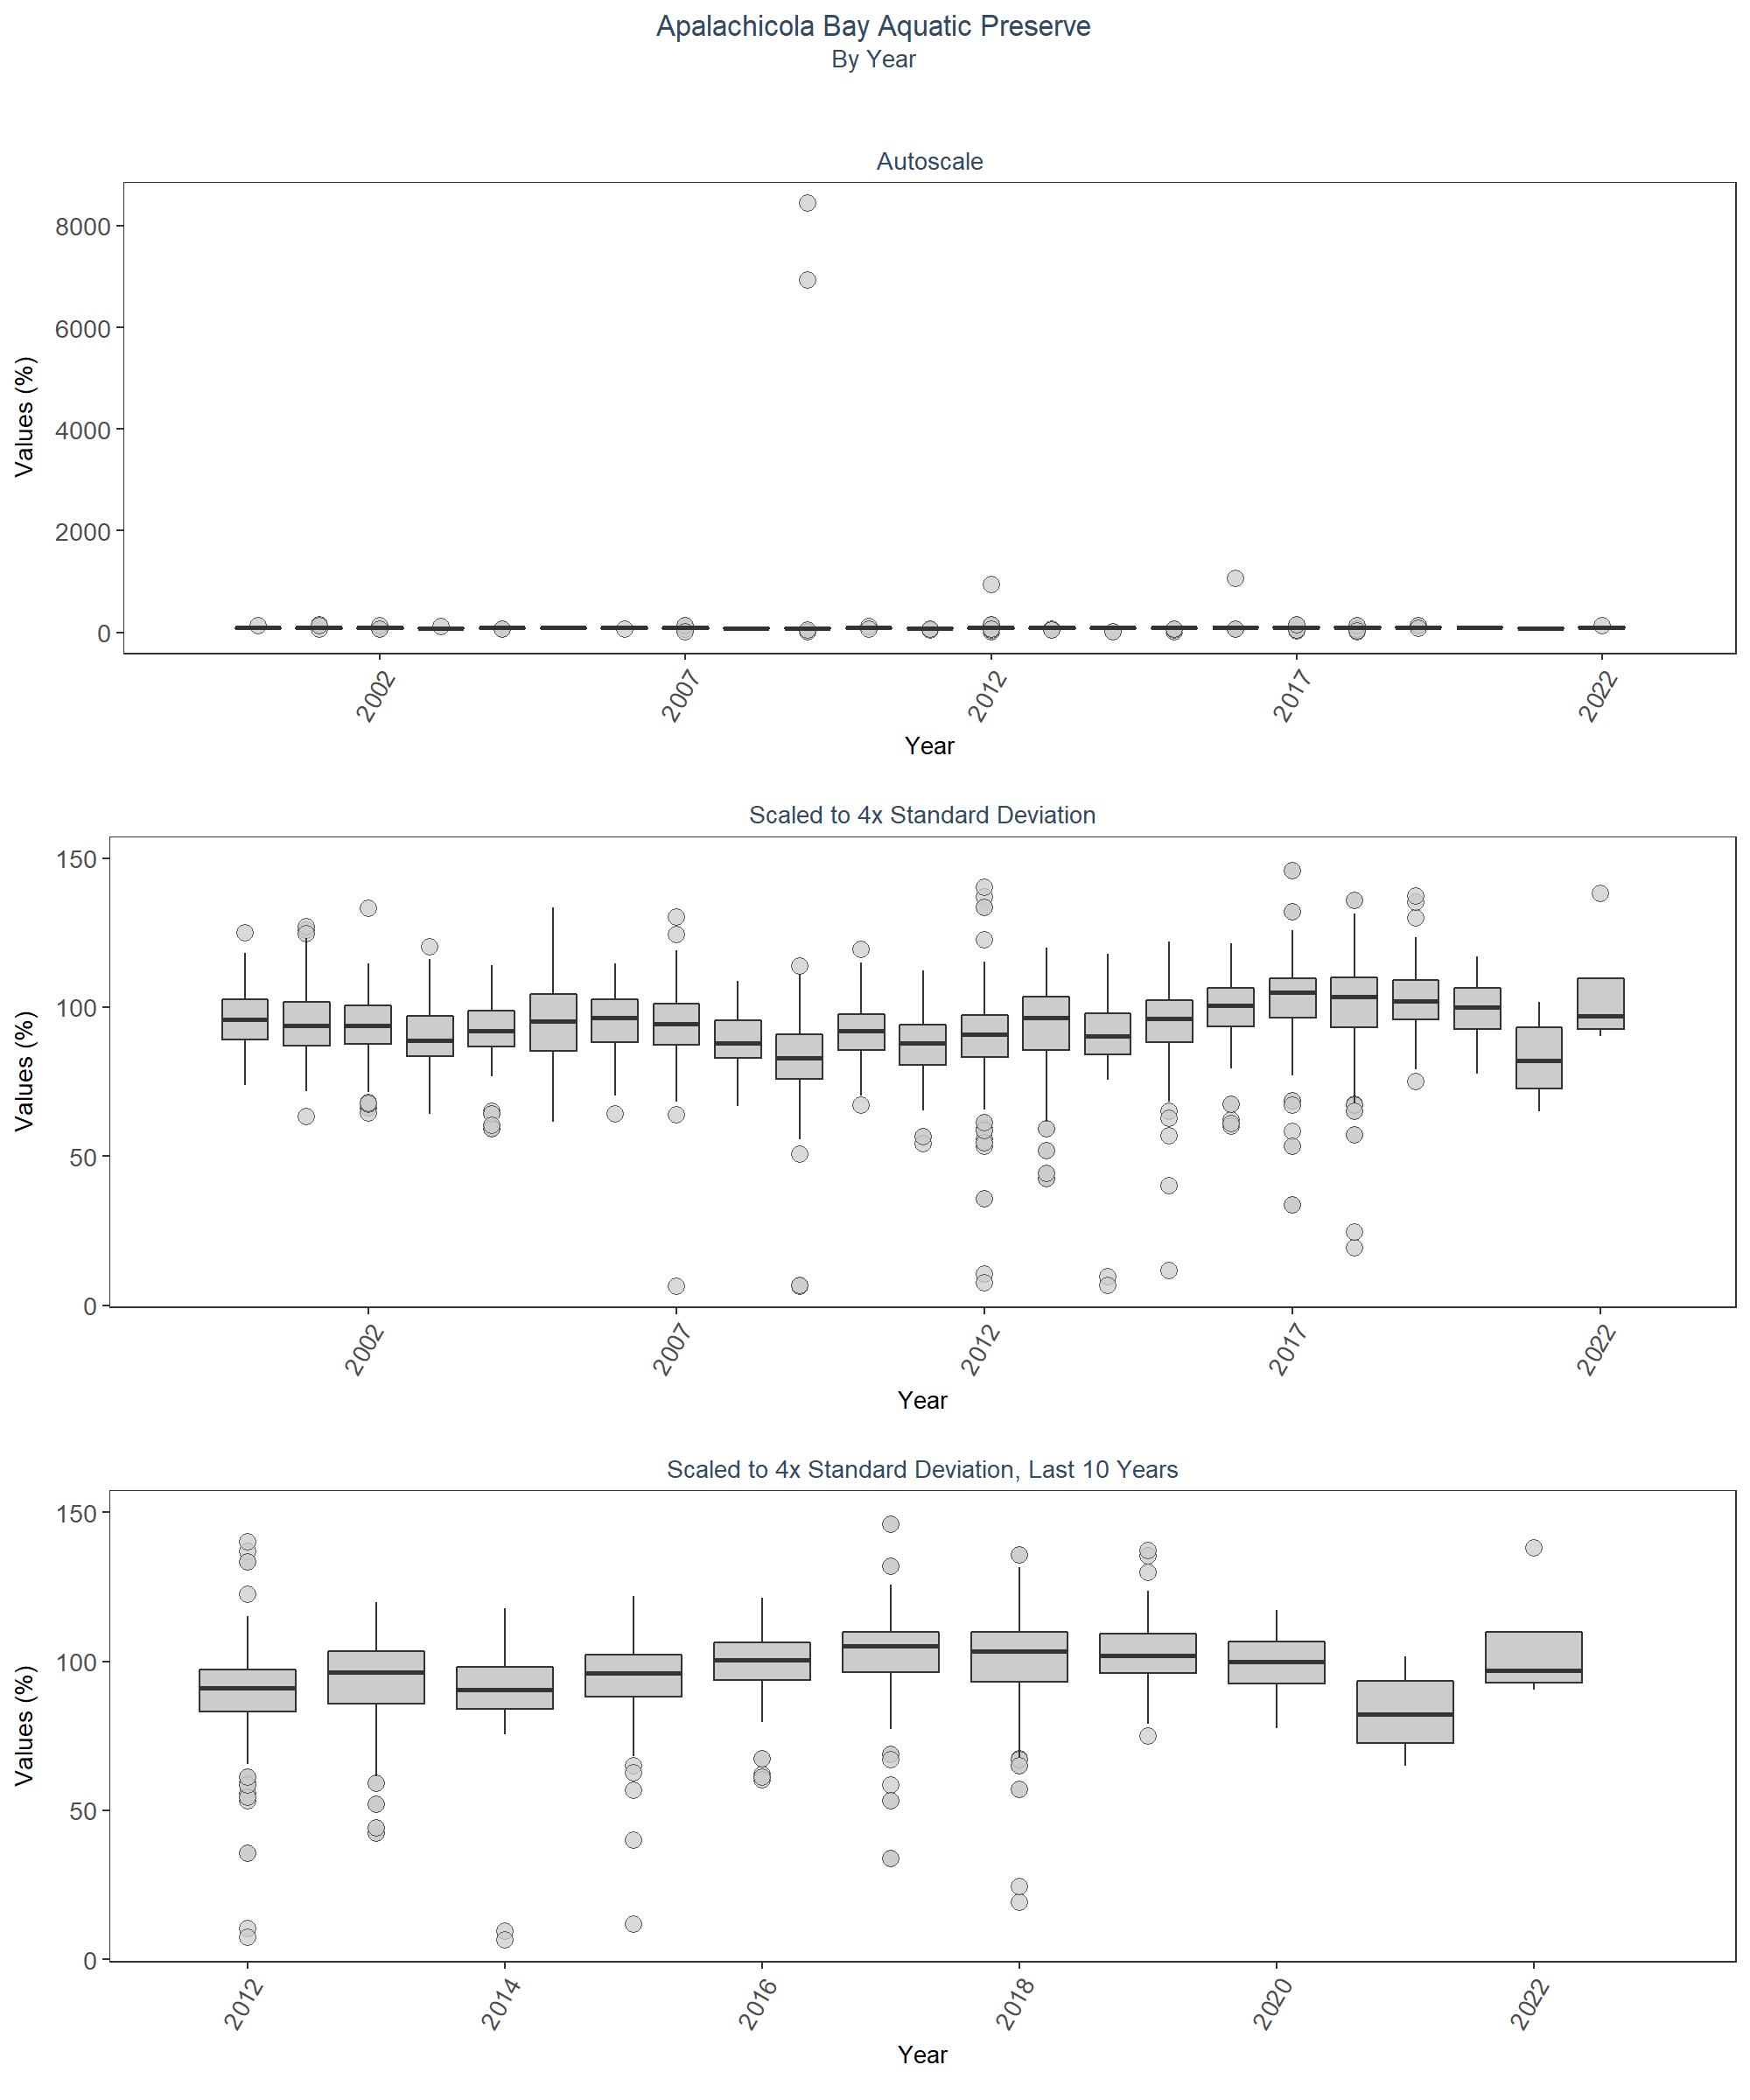 Apalachicola Bay Aquatic Preserve
By Year
Autoscale
Values (%)
8000
6000
4000
2000
0
2002 2007 2012 2017 2022
Year
Scaled to 4x Standard Deviation
Values (%)
150
100
50
0
2002 2007 2012 2017 2022
Year
Scaled to 4x Standard Deviation, Last 10 Years
Values (%)
150
100
50
0
2012 2014 2016 2018 2020 2022
Year